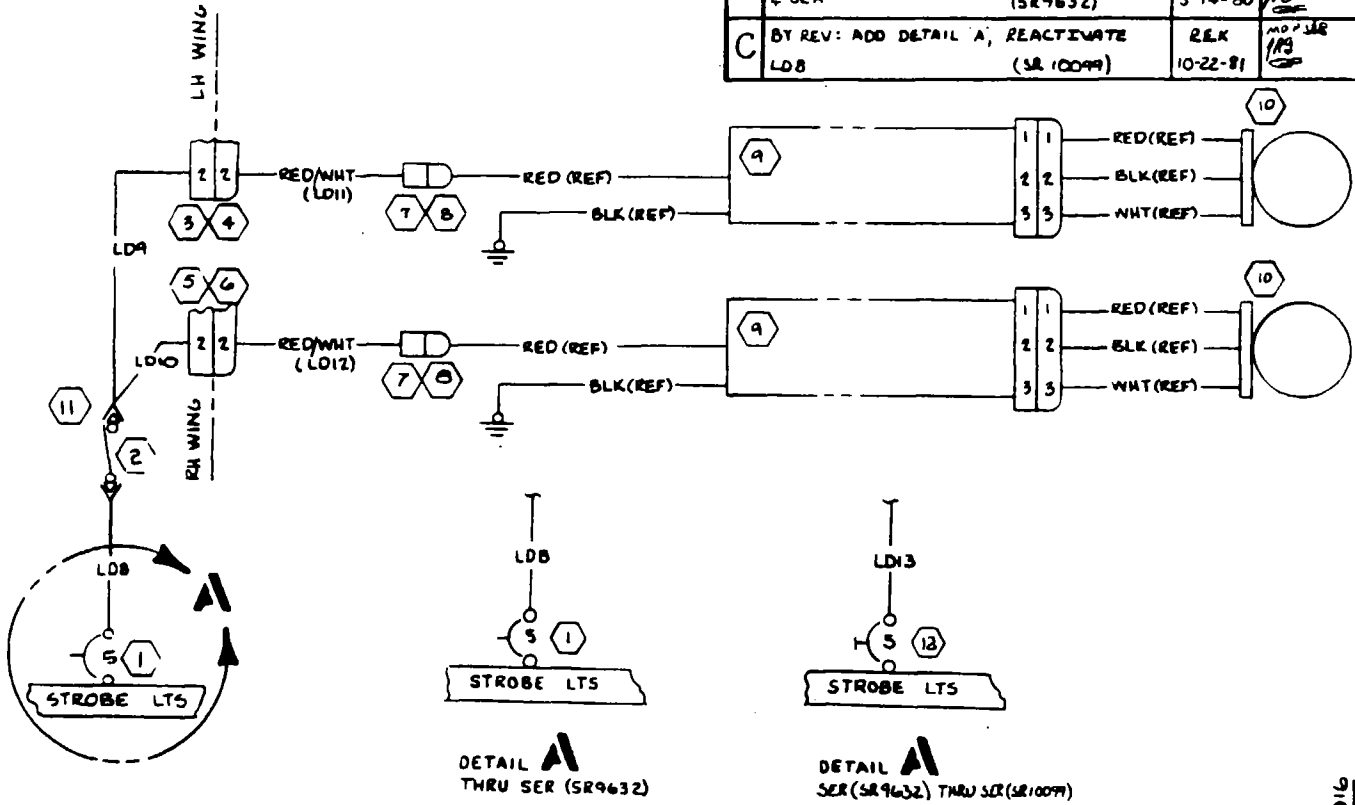 (SR9632)
C BY REV: ADD DETAIL A, REACTIVATE REK
LD8 (SR 10099) 10-22-81
LH WING
10
9
1 1 RED(REF)
2 2 RED/WHT RED (REF)
(LD11)
2 2 BLK(REF)
3 4 7 8
BLK(REF) 3 3 WHT(REF)
LD9
5 6
10
9
1 1 RED(REF)
2 2 RED/WHT RED (REF) 2 2 BLK(REF)
LD10 (LD12)
7 8 BLK(REF) 3 3 WHT(REF)
11
2
RH WING
LD8 LD8 LD13
A
5 1 5 1 5 13
STROBE LTS STROBE LTS STROBE LTS
DETAIL A DETAIL A
THRU SER (SR9632) SER(SR9632) THRU SER(SR10099)